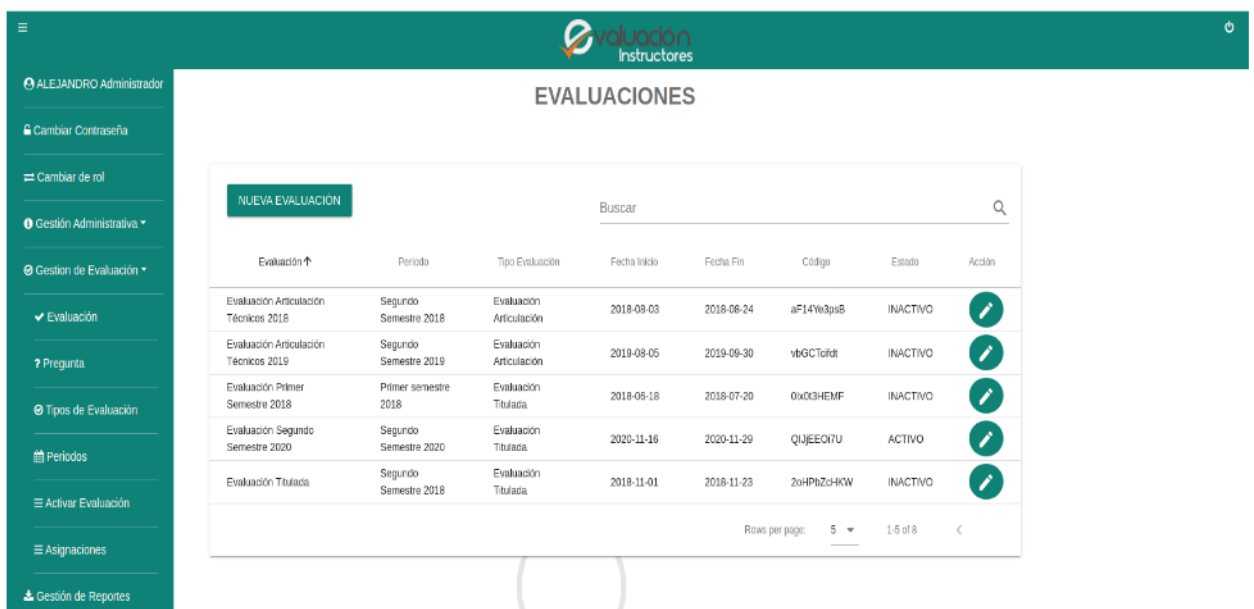 evaluación
Instructores
ALEJANDRO Administrador
Cambiar Contraseña
Cambiar de rol
Gestión Administrativa
Gestion de Evaluación
Evaluación
? Pregunta
Tipos de Evaluación
Periodos
Activar Evaluación
Asignaciones
Gestión de Reportes
EVALUACIONES
NUEVA EVALUACIÓN
Buscar
Evaluación Periodo Tipo Evaluación Fecha Inicio Fecha Fin Código Estado Acción
Evaluación Articulación Segundo Evaluación
Técnicos 2018 Semestre 2018 Articulación 2018-08-03 2018-08-24 aF14Ye3psB INACTIVO
Evaluación Articulación Segundo Evaluación
Técnicos 2019 Semestre 2019 Articulación 2019-08-05 2019-09-30 INACTIVO
Evaluación Primer Primer semestre Evaluación
Semestre 2018 2018 Titulada 2018-06-18 2018-07-20 INACTIVO
Evaluación Segundo Segundo Evaluación
Semestre 2020 Semestre 2020 Titulada 2020-11-16 2020-11-29 ACTIVO
Evaluación Titulada Segundo Evaluación 2018-11-01 2018-11-23 2oHPbZcHKW INACTIVO
Semestre 2018 Titulada
Rows per page: 5 1-5 of 8